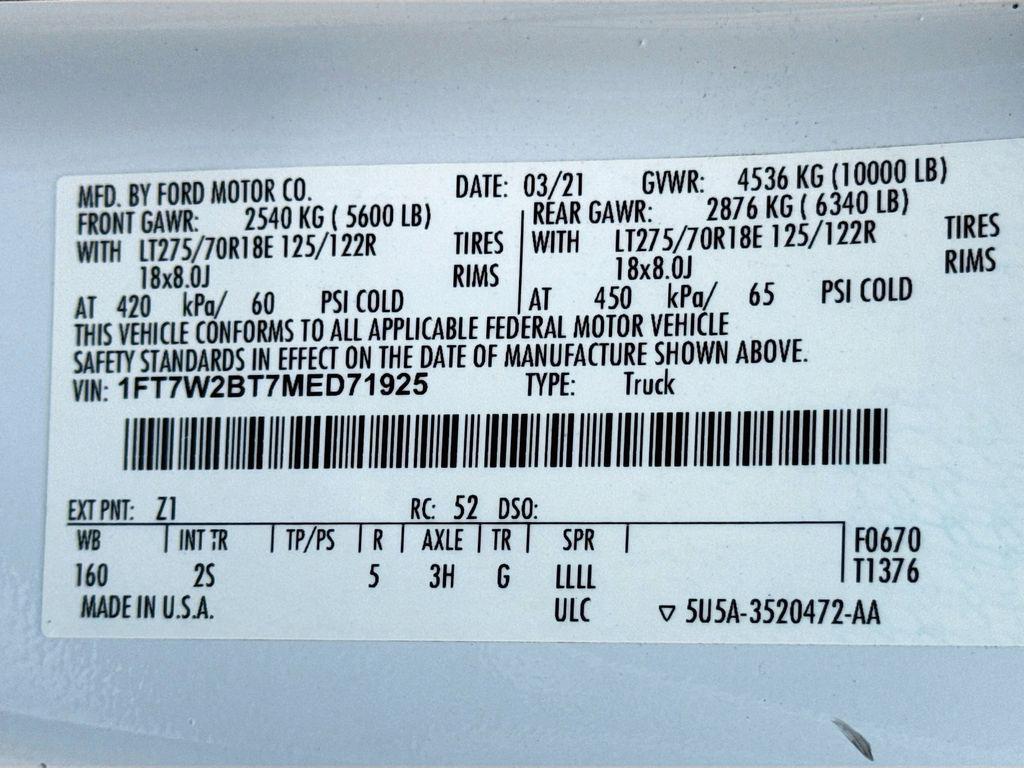 MFD. BY FORD MOTOR CO. DATE: 03/21 GVWR: 4536 KG (10000 LB)
FRONT GAWR: 2540 KG ( 5600 LB) REAR GAWR: 2876 KG ( 6340 LB)
WITH LT275/70R18E 125/122R TIRES WITH LT275/70R18E 125/122R TIRES
18x8.0J RIMS 18x8.0J RIMS
AT 420 kPa/ 60 PSI COLD AT 450 kPa/ 65 PSI COLD
THIS VEHICLE CONFORMS TO ALL APPLICABLE FEDERAL MOTOR VEHICLE
SAFETY STANDARDS IN EFFECT ON THE DATE OF MANUFACTURE SHOWN ABOVE.
VIN: 1FT7W2BT7MED71925 TYPE: Truck
EXT PNT: Z1 RC: 52 DSO:
WB INT TR TP/PS R AXLE TR SPR F0670
160 2S 5 3H G LLLL T1376
MADE IN U.S.A. ULC ▽ 5U5A-3520472-AA